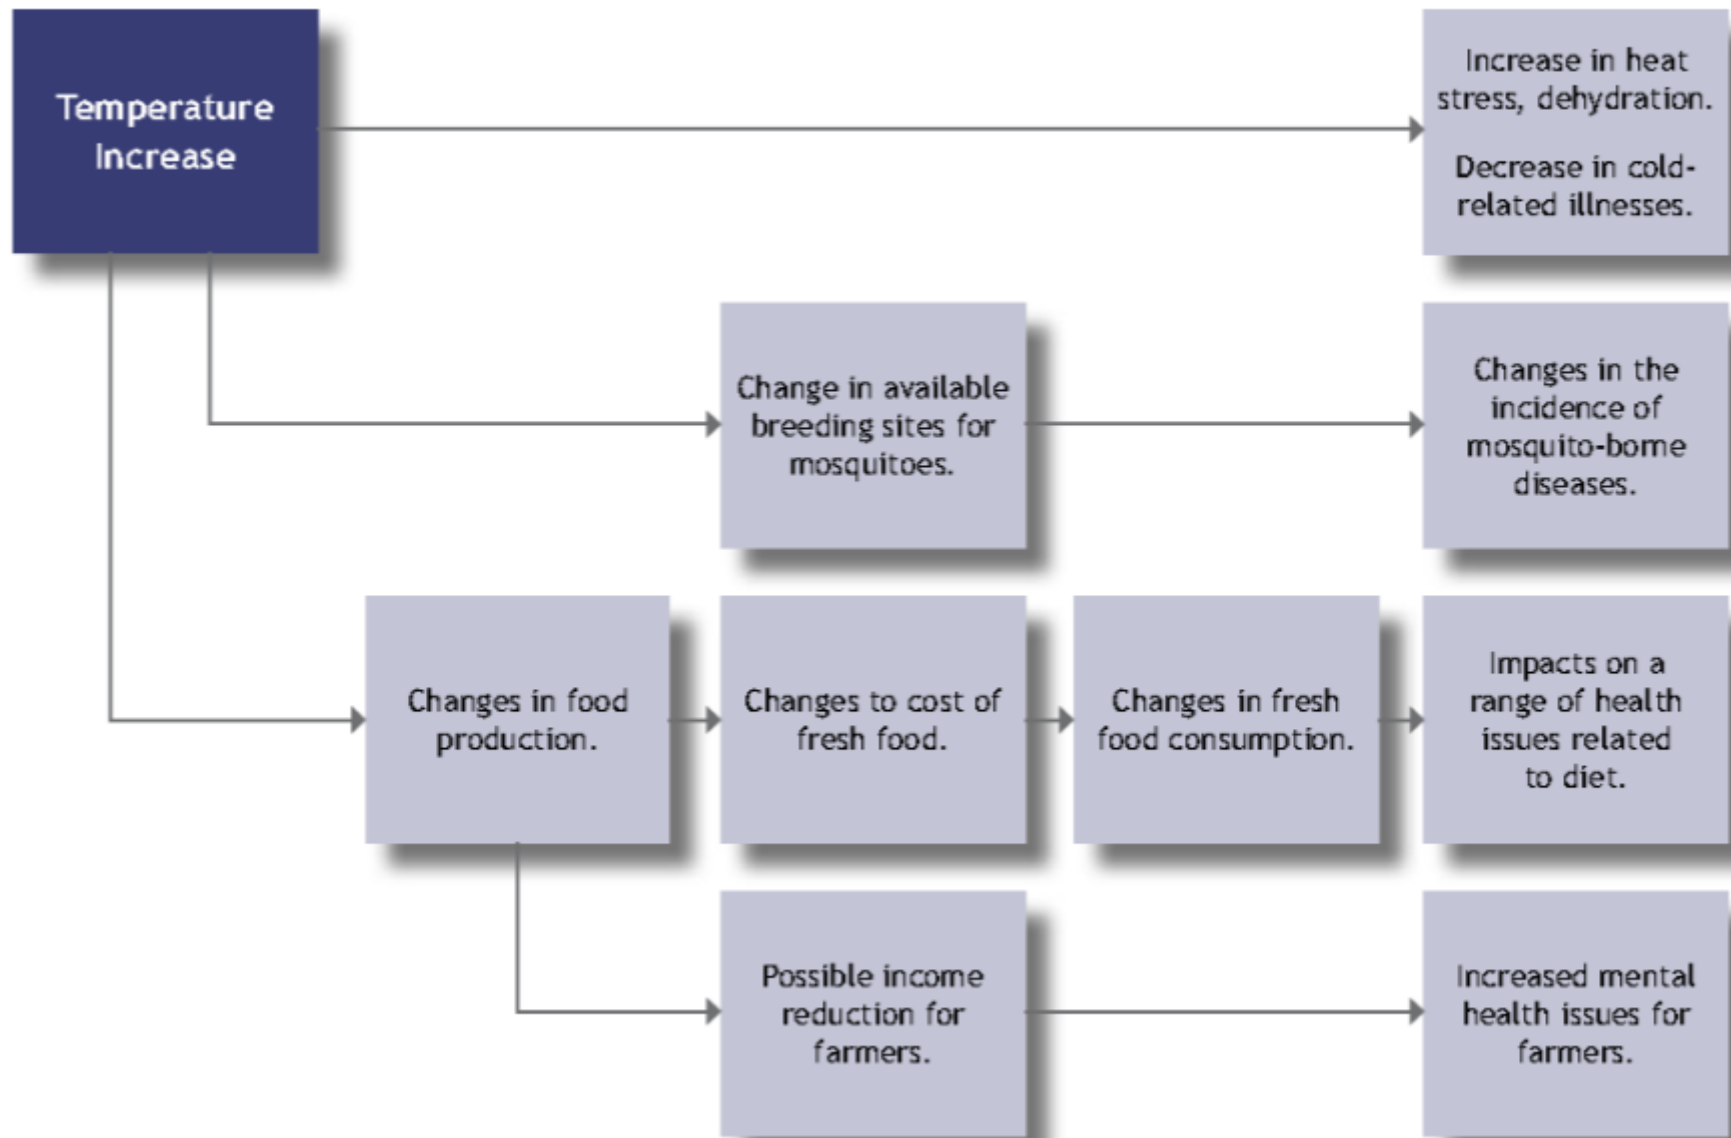 Temperature
Increase
Increase in heat
stress, dehydration.
Decrease in cold-
related illnesses.
Change in available
breeding sites for
mosquitoes.
Changes in the
incidence of
mosquito-borne
diseases.
Changes in food
production.
Changes to cost of
fresh food.
Changes in fresh
food consumption.
Impacts on a
range of health
issues related
to diet.
Possible income
reduction for
farmers.
Increased mental
health issues for
farmers.